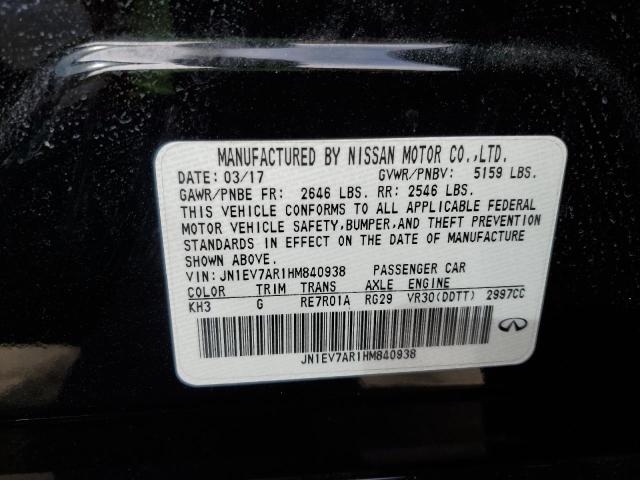 MANUFACTURED BY NISSAN MOTOR CO.,LTD.
DATE: 03/17 GVWR/PNBV: 5159 LBS.
GAWR/PNBE FR: 2646 LBS. RR: 2546 LBS.
THIS VEHICLE CONFORMS TO ALL APPLICABLE FEDERAL
MOTOR VEHICLE SAFETY,BUMPER,AND THEFT PREVENTION
STANDARDS IN EFFECT ON THE DATE OF MANUFACTURE
SHOWN ABOVE.
VIN: JN1EV7AR1HM840938 PASSENGER CAR
COLOR TRIM TRANS AXLE ENGINE
KH3 G RE7R01A RG29 VR30(DDTT) 2997CC
JN1EV7AR1HM840938